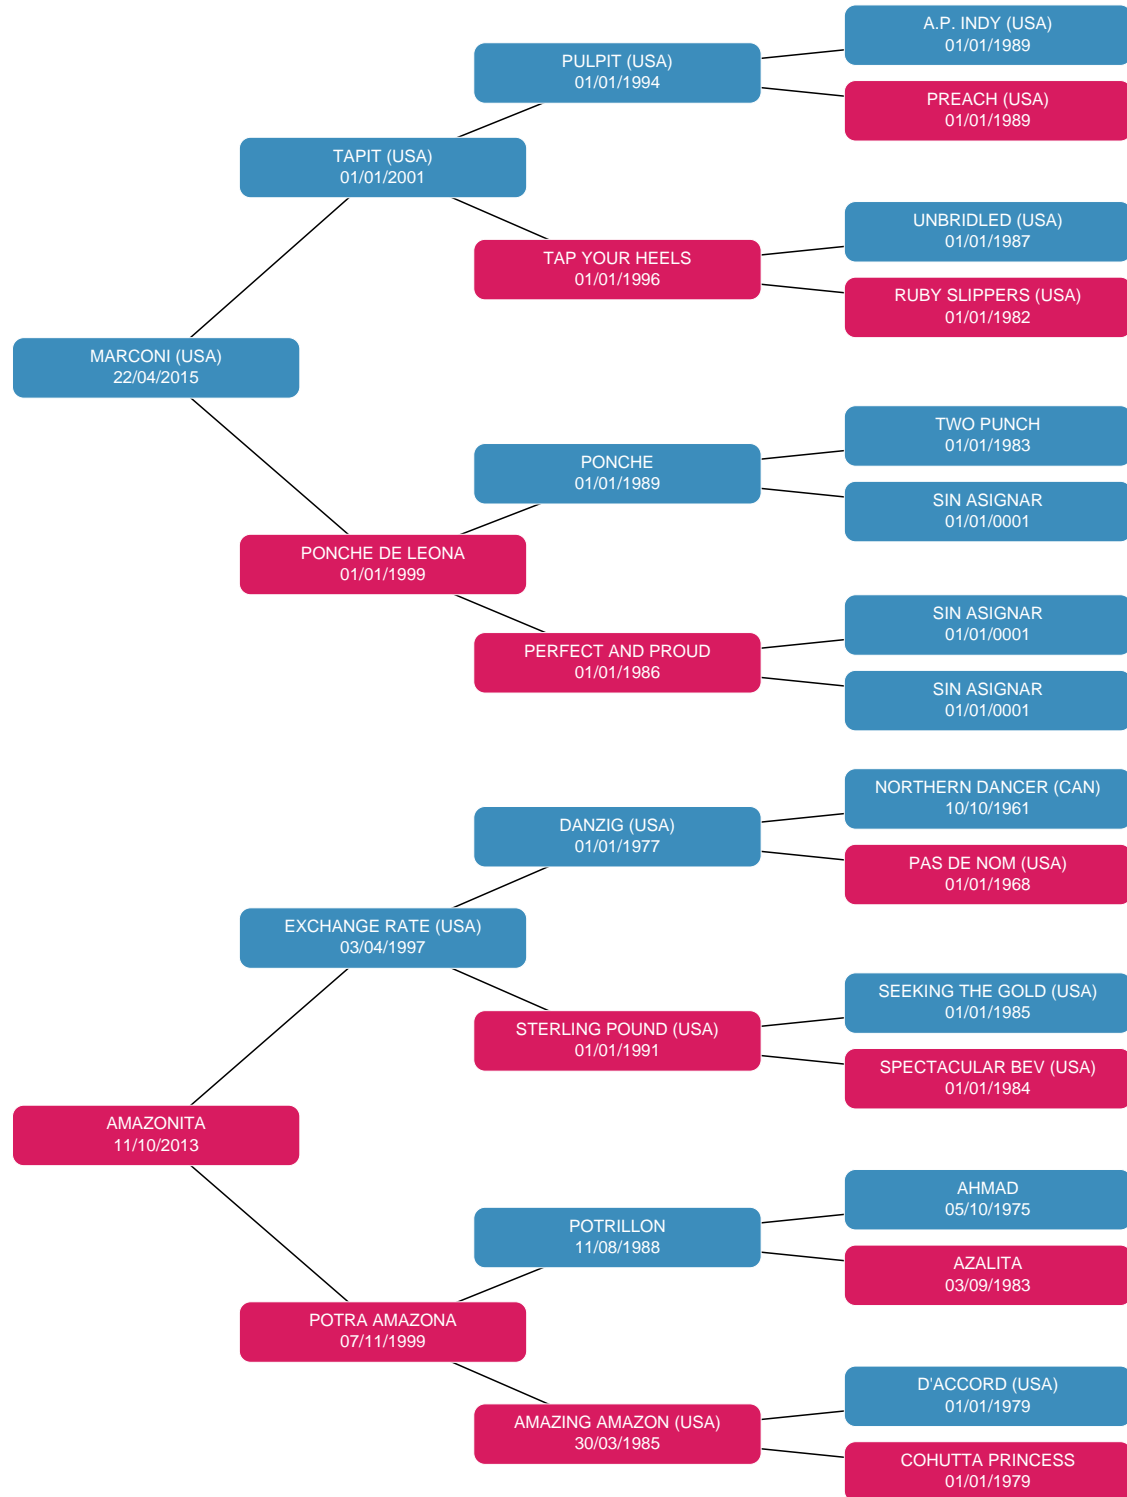 A.P. INDY (USA)
01/01/1989
PULPIT (USA)
01/01/1994
PREACH (USA)
01/01/1989
TAPIT (USA)
01/01/2001
UNBRIDLED (USA)
01/01/1987
TAP YOUR HEELS
01/01/1996
RUBY SLIPPERS (USA)
01/01/1982
MARCONI (USA)
22/04/2015
TWO PUNCH
01/01/1983
PONCHE
01/01/1989
SIN ASIGNAR
01/01/0001
PONCHE DE LEONA
01/01/1999
SIN ASIGNAR
01/01/0001
PERFECT AND PROUD
01/01/1986
SIN ASIGNAR
01/01/0001
NORTHERN DANCER (CAN)
10/10/1961
DANZIG (USA)
01/01/1977
PAS DE NOM (USA)
01/01/1968
EXCHANGE RATE (USA)
03/04/1997
SEEKING THE GOLD (USA)
01/01/1985
STERLING POUND (USA)
01/01/1991
SPECTACULAR BEV (USA)
01/01/1984
AMAZONITA
11/10/2013
AHMAD
05/10/1975
POTRILLON
11/08/1988
AZALITA
03/09/1983
POTRA AMAZONA
07/11/1999
D'ACCORD (USA)
01/01/1979
AMAZING AMAZON (USA)
30/03/1985
COHUTTA PRINCESS
01/01/1979